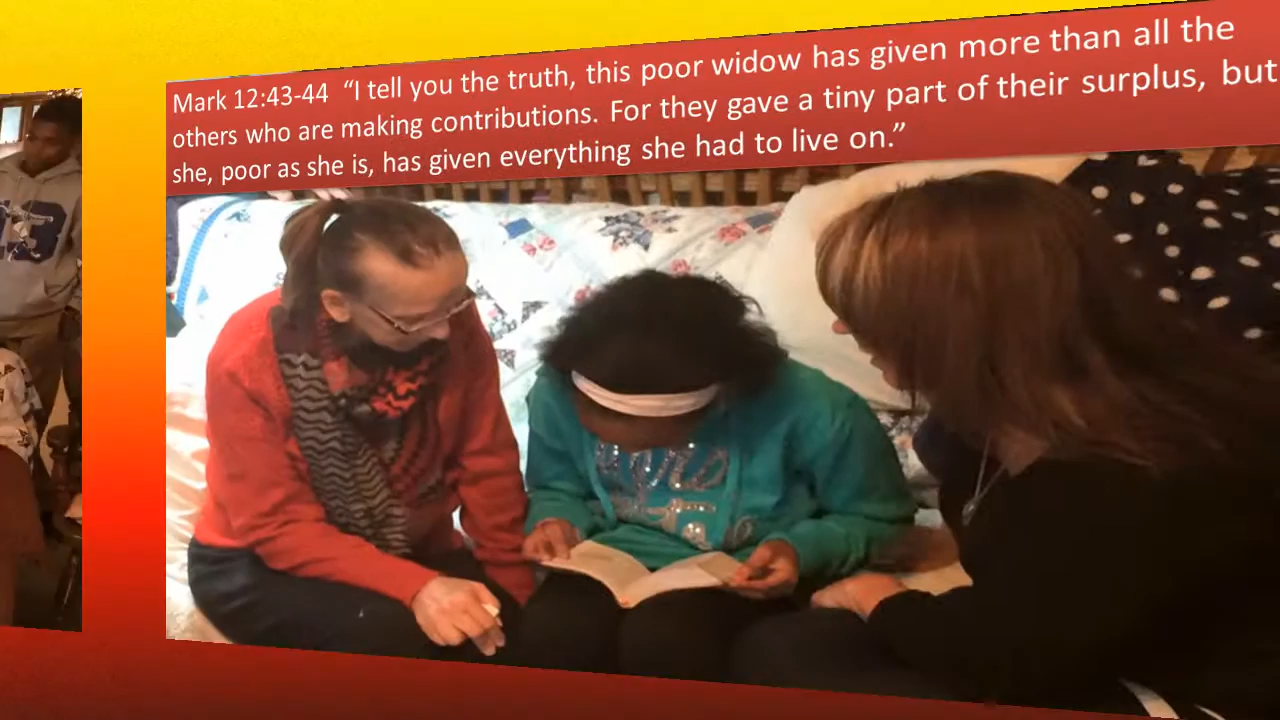 Mark 12:43-44 “I tell you the truth, this poor widow has given more than all the
others who are making contributions. For they gave a tiny part of their surplus, but
she, poor as she is, has given everything she had to live on.”